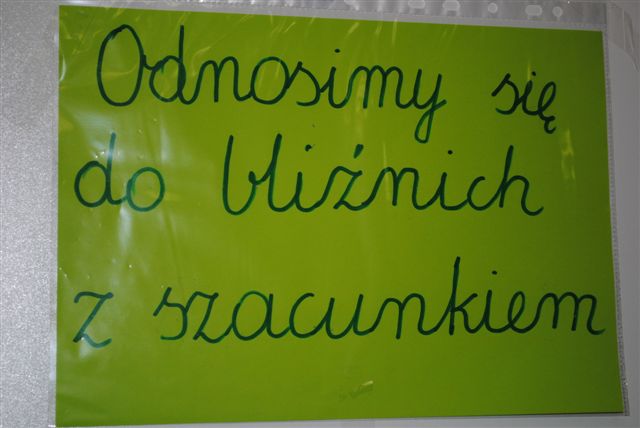 Odnosimy się
do bliźnich
z szacunkiem